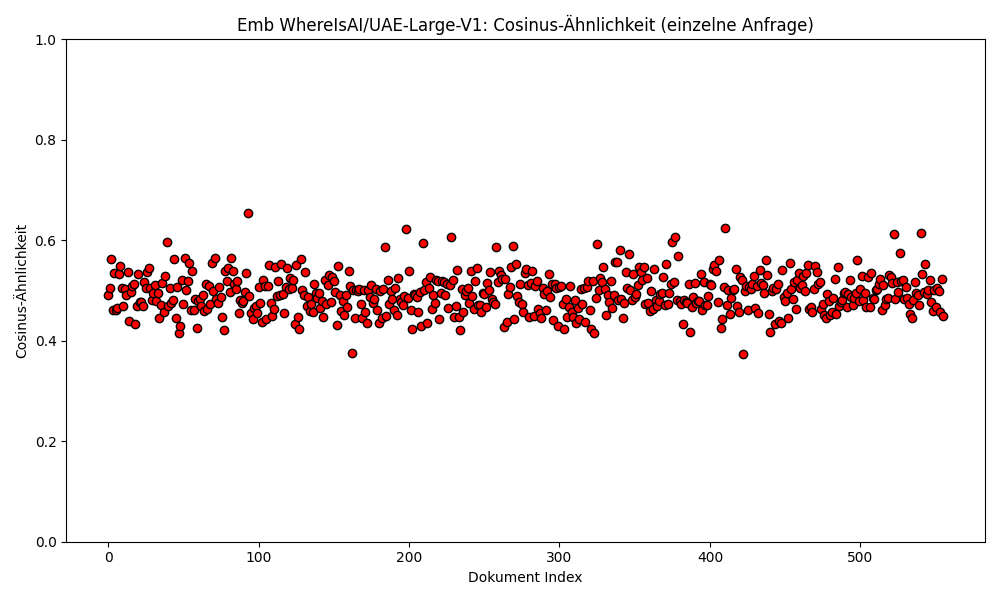 Emb WhereIsAI/UAE-Large-V1: Cosinus-Ähnlichkeit (einzelne Anfrage)
Cosinus-Ähnlichkeit
1.0
0.8
0.6
0.4
0.2
0.0
0 100 200 300 400 500
Dokument Index